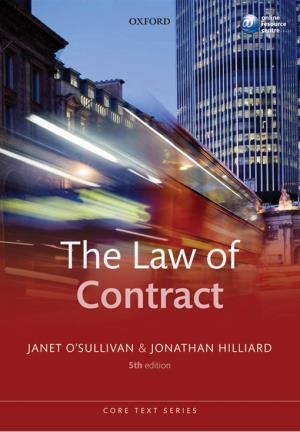 OXFORD
online
resource
centre
The Law of
Contract
JANET O'SULLIVAN & JONATHAN HILLIARD
5th edition
CORE TEXT SERIES